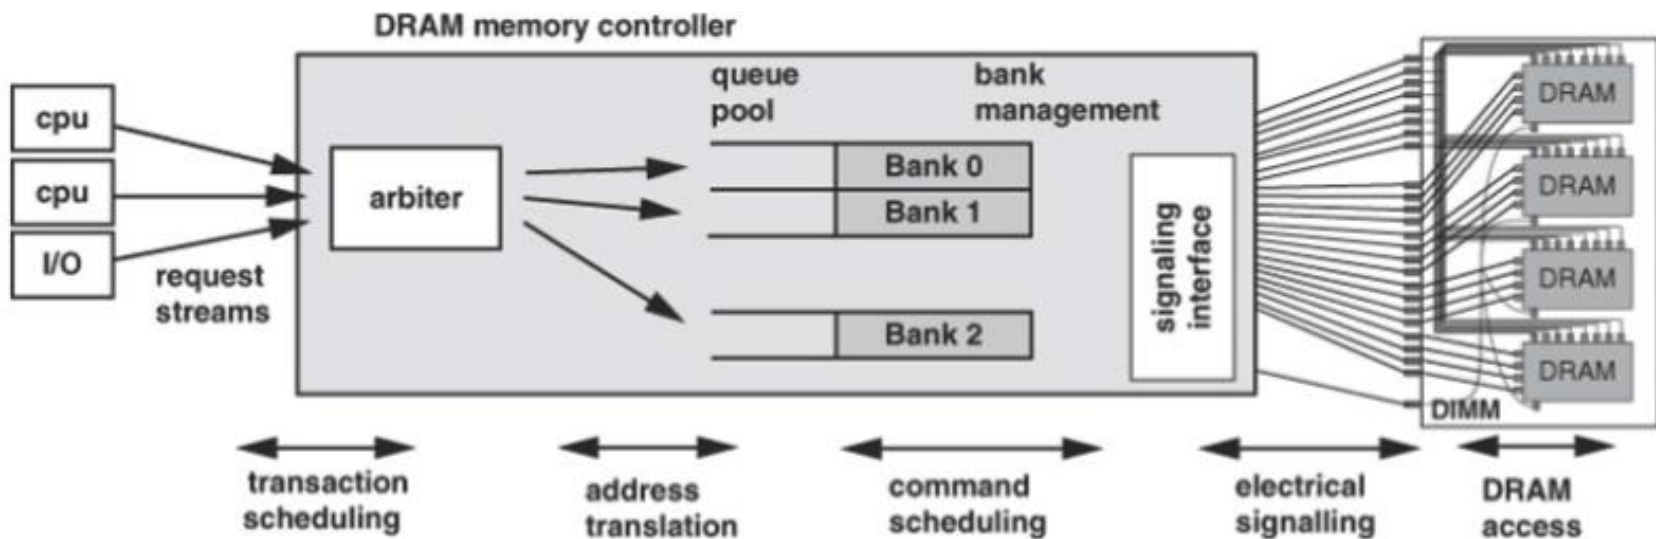 DRAM memory controller
cpu
cpu
I/O
request
streams
arbiter
queue
pool
bank
management
Bank 0
Bank 1
Bank 2
signaling
interface
DRAM
DRAM
DRAM
DRAM
DIMM
transaction
scheduling
address
translation
command
scheduling
electrical
signalling
DRAM
access